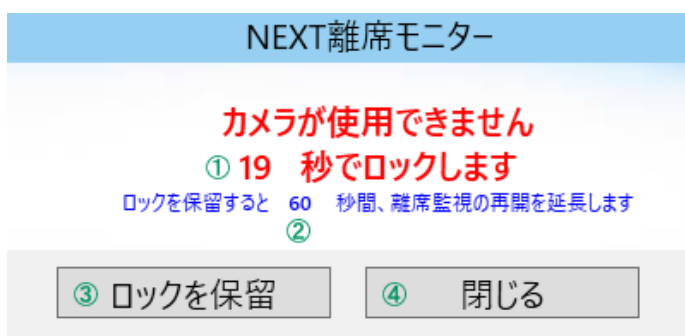 NEXT離席モニター
カメラが使用できません
① 19 秒でロックします
ロックを保留すると 60 秒間、離席監視の再開を延長します
②
③ ロックを保留 ④ 閉じる